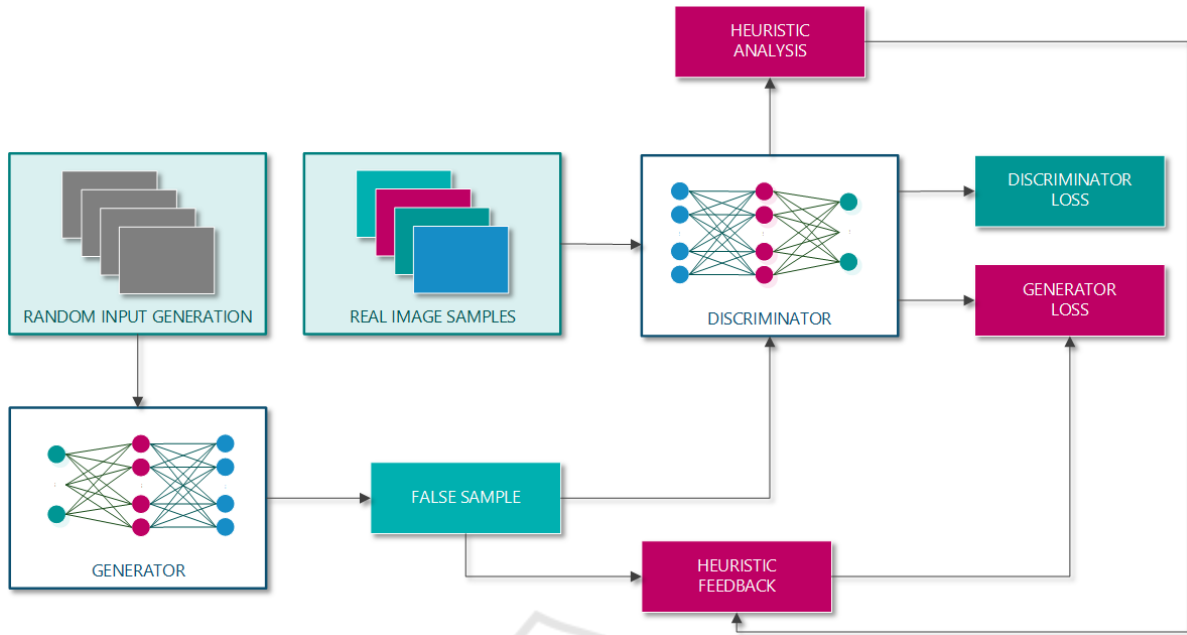 HEURISTIC
ANALYSIS
RANDOM INPUT GENERATION
REAL IMAGE SAMPLES
DISCRIMINATOR
DISCRIMINATOR
LOSS
GENERATOR
LOSS
GENERATOR
FALSE SAMPLE
HEURISTIC
FEEDBACK